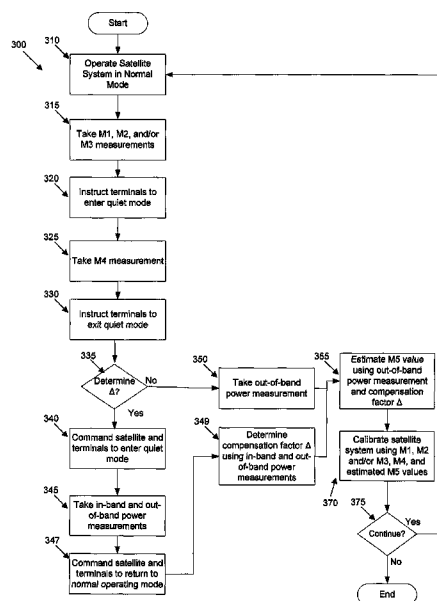 Start
310
300
Operate Satellite
System in Normal
Mode
315
Take M1, M2, and/or
M3 measurements
320
Instruct terminals to
enter quiet mode
325
Take M4 measurement
330
Instruct terminals to
exit quiet mode
335
Determine
Δ?
No
Yes
340
Command satellite and
terminals to enter quiet
mode
345
Take in-band and out-
of-band power
measurements
347
Command satellite and
terminals to return to
normal operating mode
350
Take out-of-band
power measurement
349
Determine
compensation factor Δ
using in-band and out-
of-band power
measurements
355
Estimate M5 value
using out-of-band
power measurement
and compensation
factor Δ
Calibrate satellite
system using M1, M2
and/or M3, M4, and
estimated M5 values
370
375
Continue?
Yes
No
End